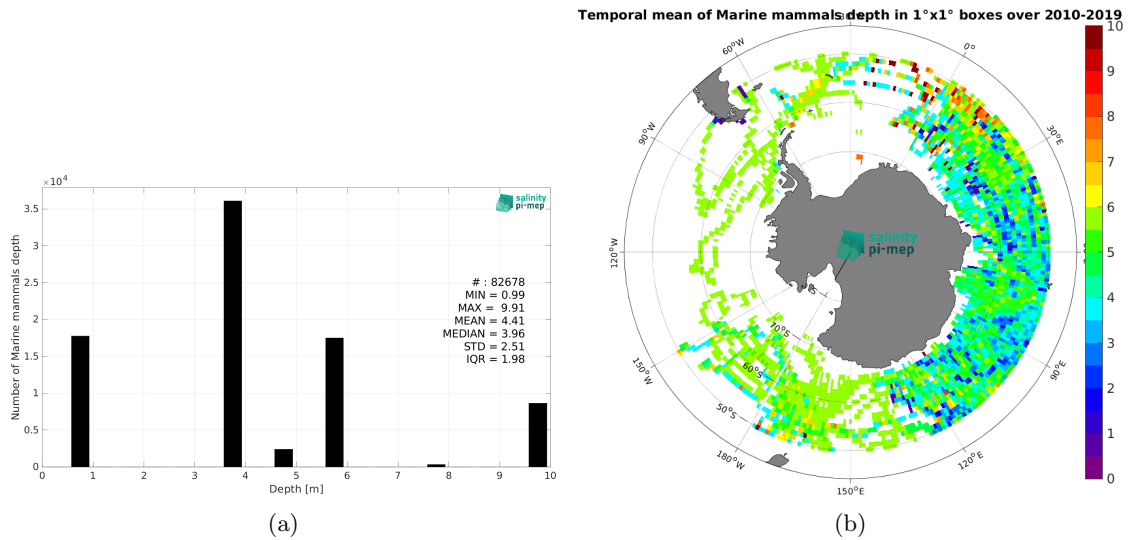 Temporal mean of Marine mammals depth in 1°x1° boxes over 2010-2019
×10⁴
3.5
3
2.5
2
1.5
1
0.5
0
Number of Marine mammals depth
0 1 2 3 4 5 6 7 8 9 10
Depth [m]
salinity
pi-mep
# : 82678
MIN = 0.99
MAX = 9.91
MEAN = 4.41
MEDIAN = 3.96
STD = 2.51
IQR = 1.98
(a)
60°W
0°
30°E
90°W
120°W
150°W
180°W
150°E
120°E
90°E
70°S
60°S
50°S
salinity
pi-mep
10
9
8
7
6
5
4
3
2
1
0
(b)